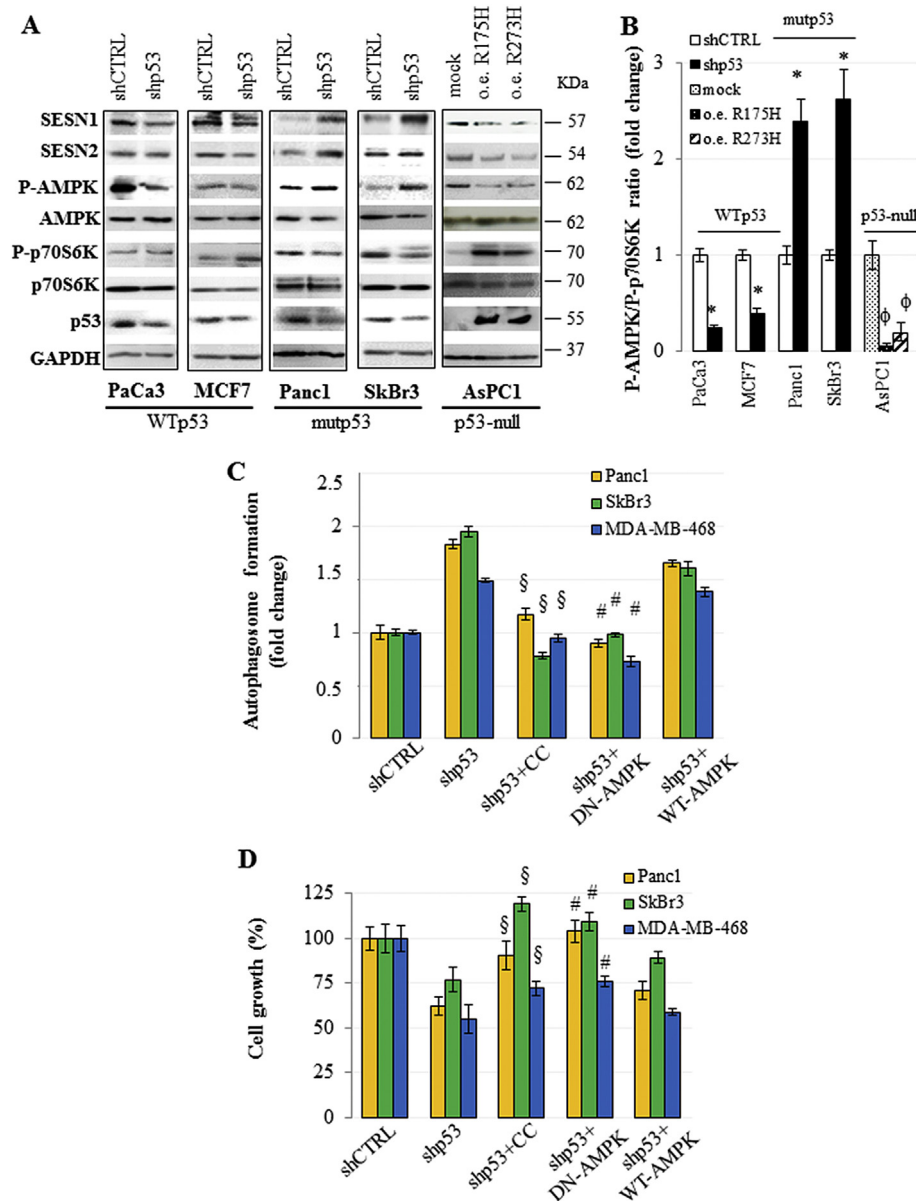 A
shCTRL
shp53
shCTRL
shp53
shCTRL
shp53
shCTRL
shp53
mock
o.e. R175H
o.e. R273H
KDa
SESN1
57
SESN2
54
P-AMPK
62
AMPK
62
P-p70S6K
70
p70S6K
70
p53
55
GAPDH
37
PaCa3 MCF7 Panc1 SkBr3 AsPC1
WTp53 mutp53 p53-null
B
P-AMPK/P-p70S6K ratio (fold change)
mutp53
shCTRL
shp53
mock
o.e. R175H
o.e. R273H
WTp53
p53-null
3
2
1
0
* * * * ϕ ϕ
PaCa3
MCF7
Panc1
SkBr3
AsPC1
C
Autophagosome formation
(fold change)
Panc1
SkBr3
MDA-MB-468
2.5
2
1.5
1
0.5
0
§ § § # # #
shCTRL
shp53
shp53+CC
shp53+
DN-AMPK
shp53+
WT-AMPK
D
Cell growth (%)
Panc1
SkBr3
MDA-MB-468
125
100
75
50
25
0
§ § § # # #
shCTRL
shp53
shp53+CC
shp53+
DN-AMPK
shp53+
WT-AMPK